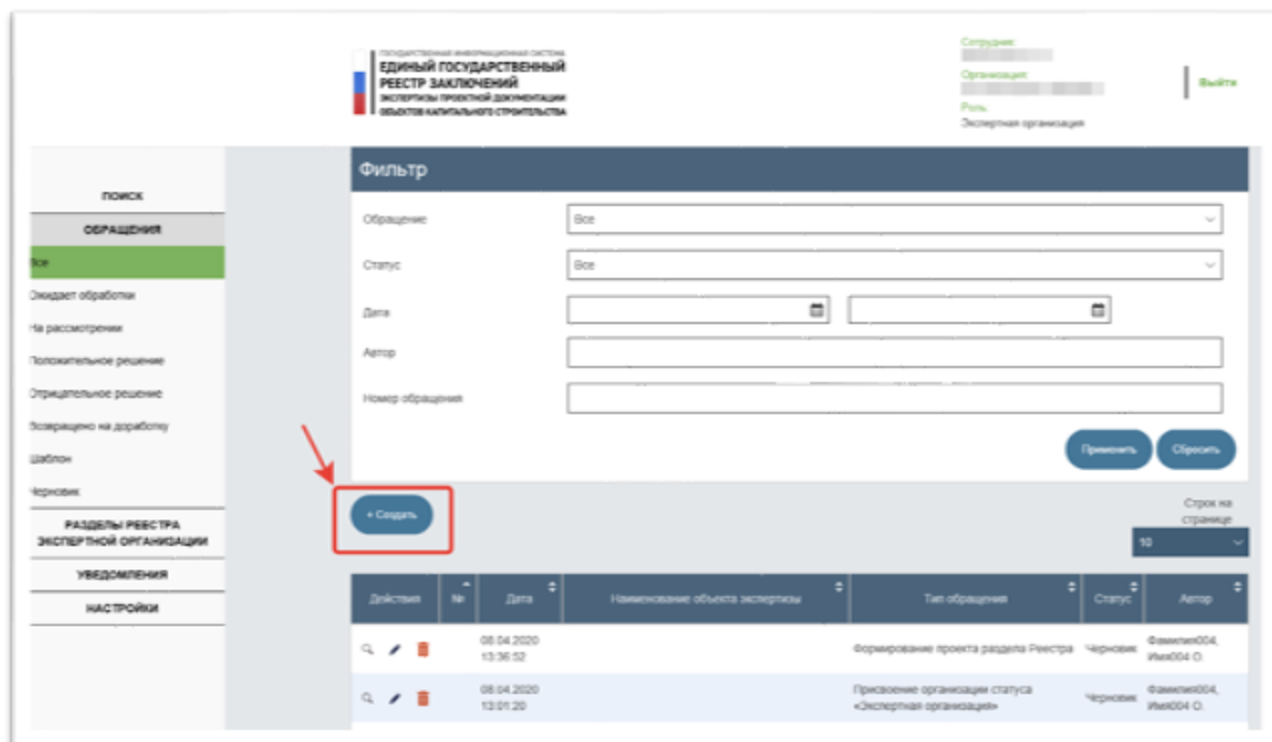 ГОСУДАРСТВЕННАЯ ИНФОРМАЦИОННАЯ СИСТЕМА
ЕДИНЫЙ ГОСУДАРСТВЕННЫЙ
РЕЕСТР ЗАКЛЮЧЕНИЙ
ЭКСПЕРТИЗЫ ПРОЕКТНОЙ ДОКУМЕНТАЦИИ
ОБЪЕКТОВ КАПИТАЛЬНОГО СТРОИТЕЛЬСТВА
Сотрудник:
Организация:
Роль:
Экспертная организация
Выйти
ПОИСК
ОБРАЩЕНИЯ
Все
Ожидает обработки
На рассмотрении
Положительное решение
Отрицательное решение
Возвращено на доработку
Шаблон
Черновик
РАЗДЕЛЫ РЕЕСТРА
ЭКСПЕРТНОЙ ОРГАНИЗАЦИИ
УВЕДОМЛЕНИЯ
НАСТРОЙКИ
Фильтр
Обращение Все
Статус Все
Дата
Автор
Номер обращения
Применить Сбросить
+ Создать
Строк на
странице
10
Действия № Дата Наименование объекта экспертизы Тип обращения Статус Автор
08.04.2020
13:36:52
Формирование проекта раздела Реестра Черновик
Фамилия004,
Имя004 О.
08.04.2020
13:01:20
Присвоение организации статуса
«Экспертная организация»
Черновик
Фамилия004,
Имя004 О.